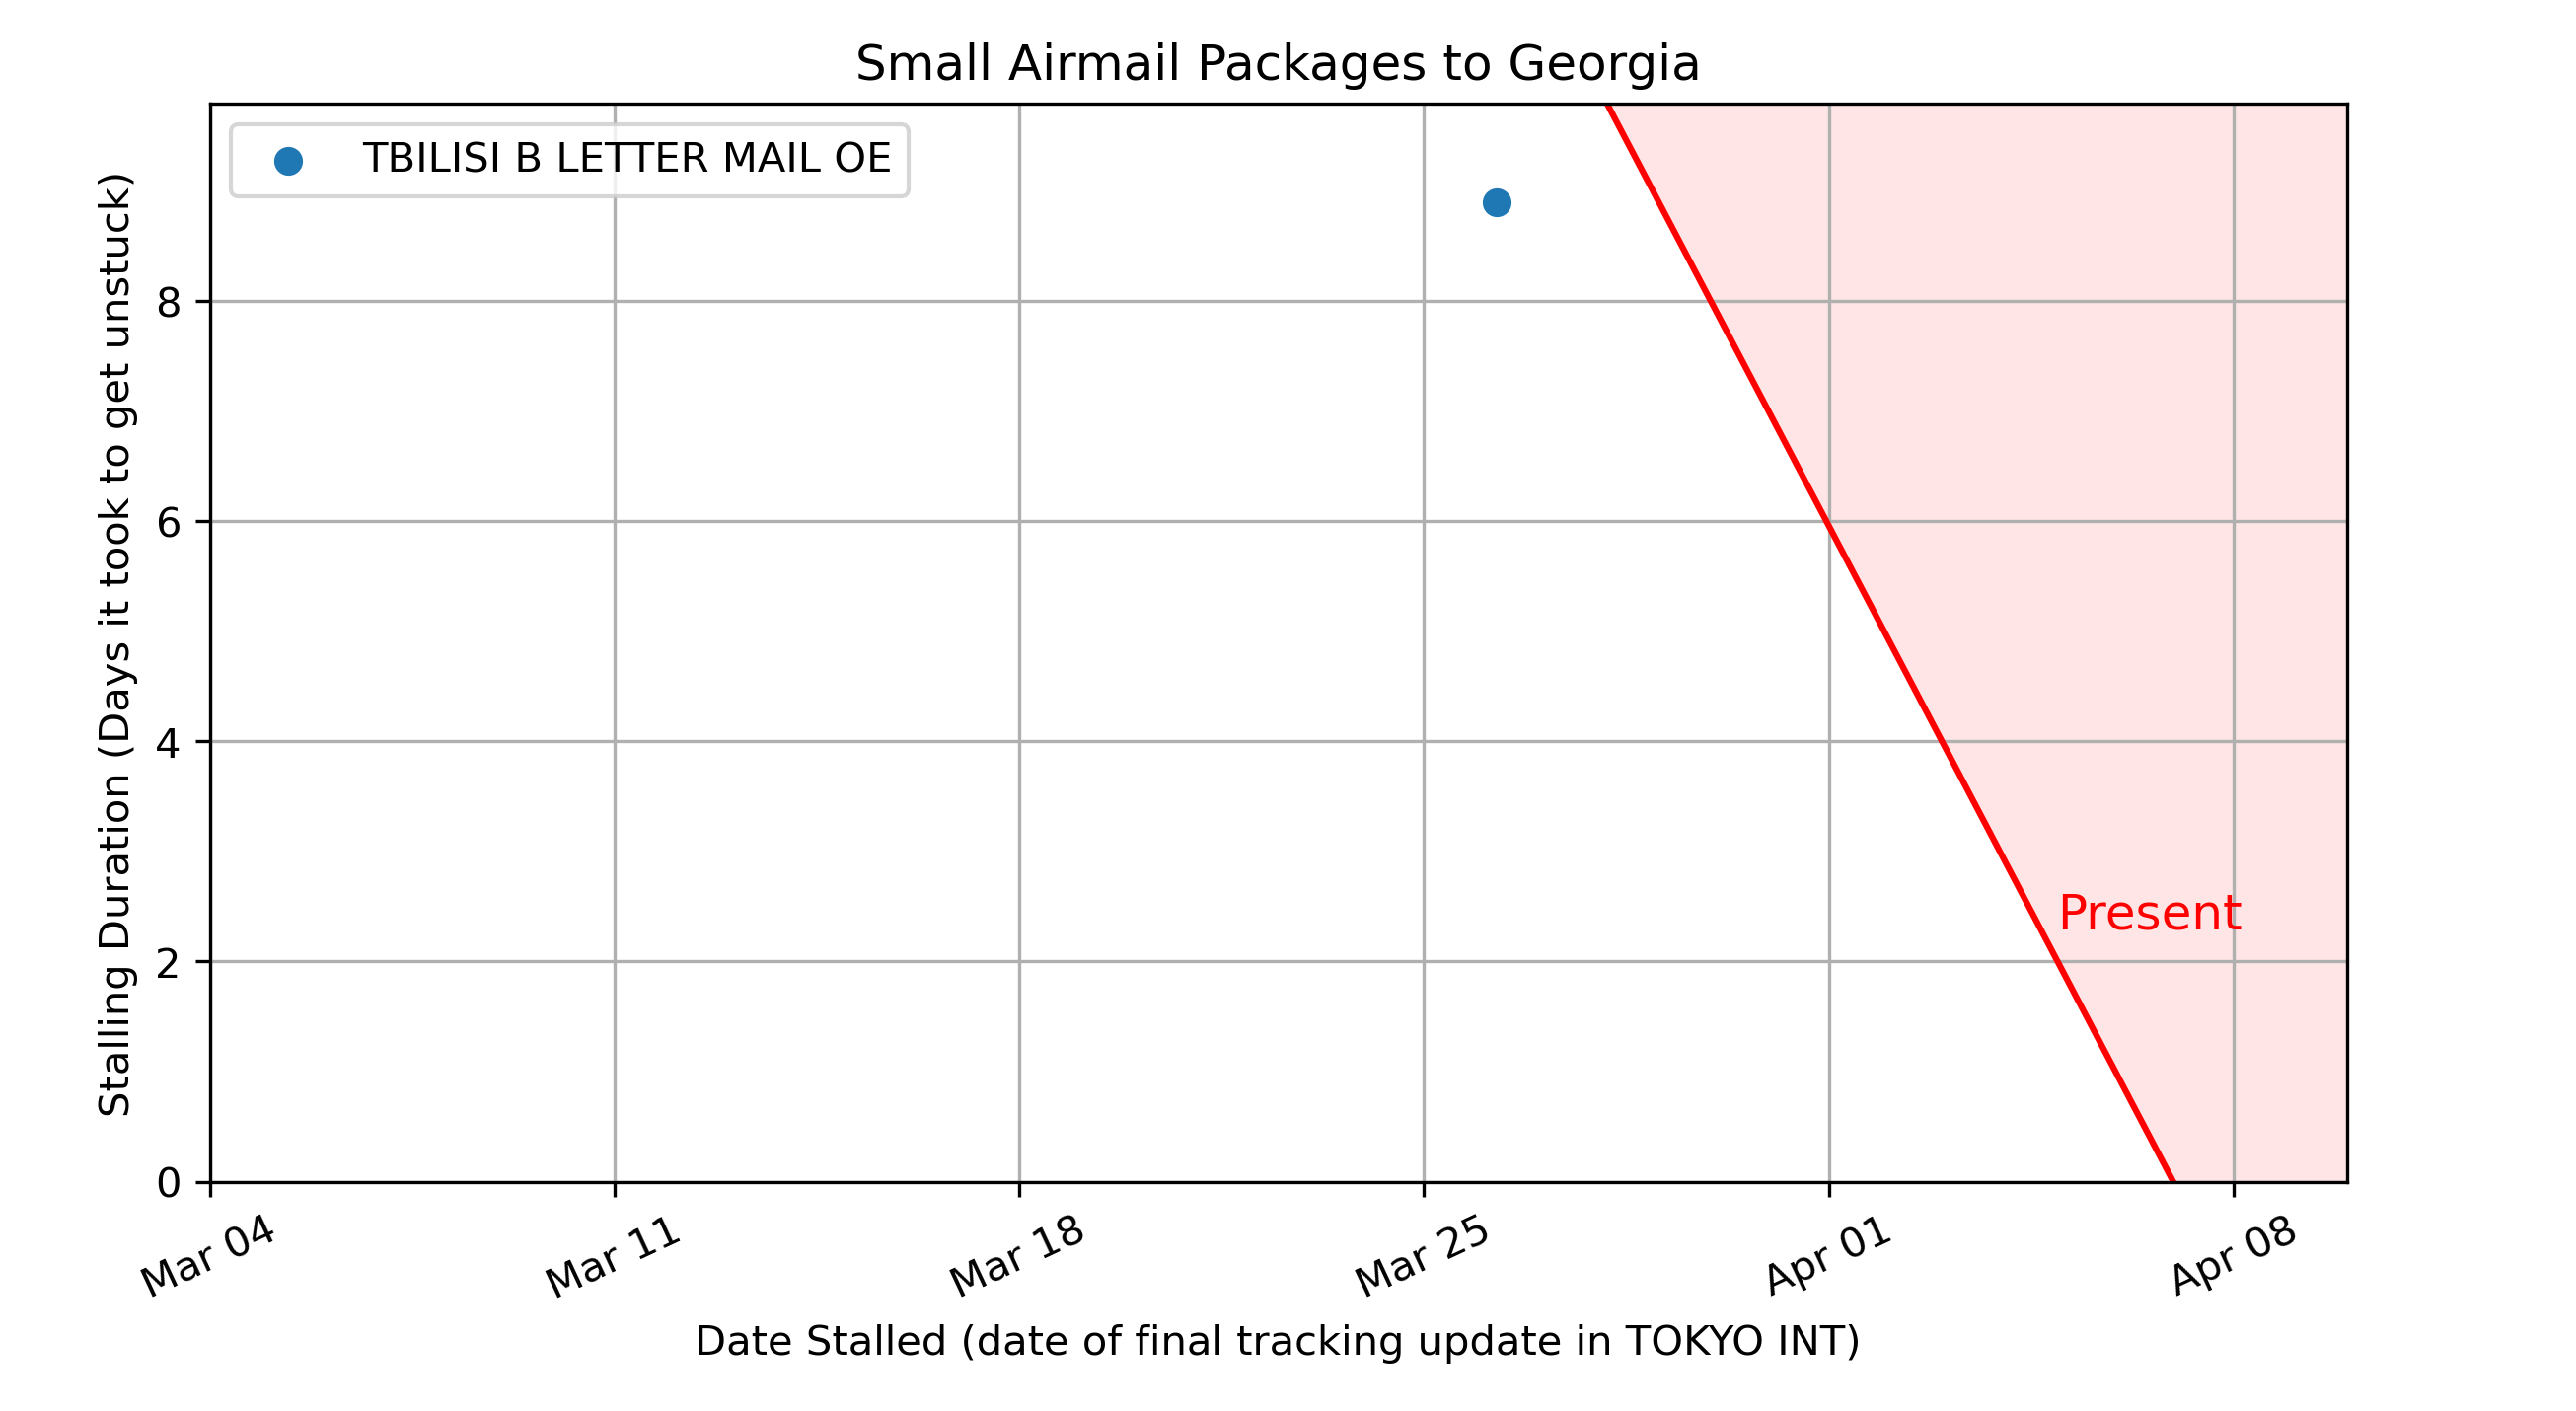 Small Airmail Packages to Georgia
TBILISI B LETTER MAIL OE
Stalling Duration (Days it took to get unstuck)
8
6
4
2
0
Present
Mar 04
Mar 11
Mar 18
Mar 25
Apr 01
Apr 08
Date Stalled (date of final tracking update in TOKYO INT)